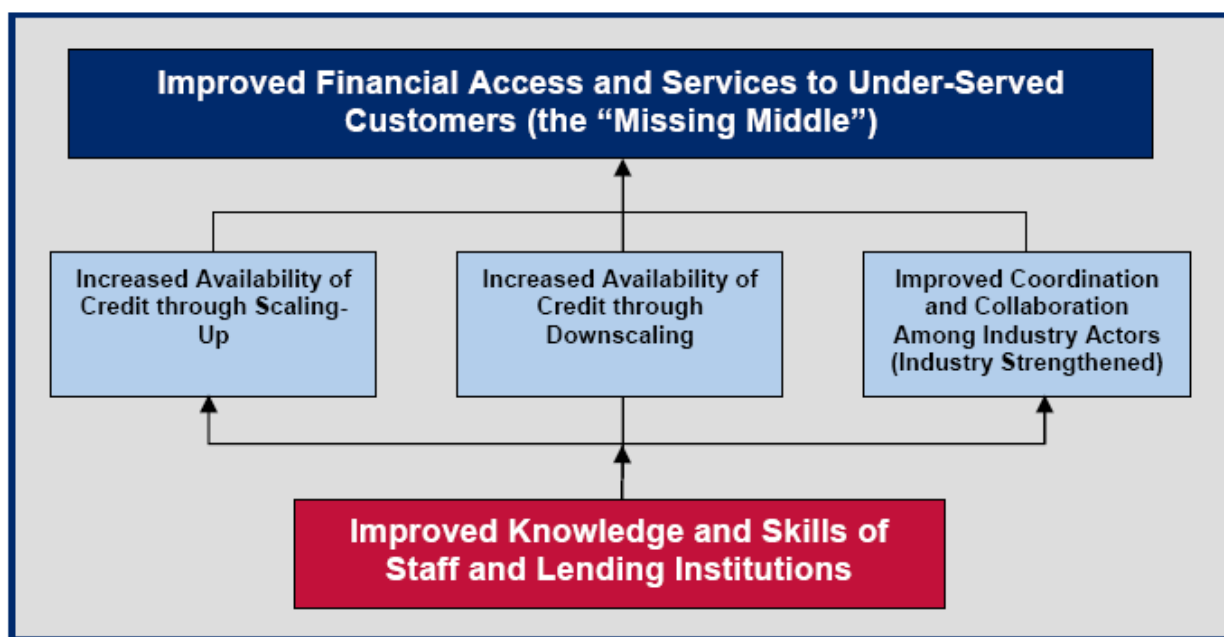 Improved Financial Access and Services to Under-Served
Customers (the “Missing Middle”)
Increased Availability of
Credit through Scaling-
Up
Increased Availability of
Credit through
Downscaling
Improved Coordination
and Collaboration
Among Industry Actors
(Industry Strengthened)
Improved Knowledge and Skills of
Staff and Lending Institutions